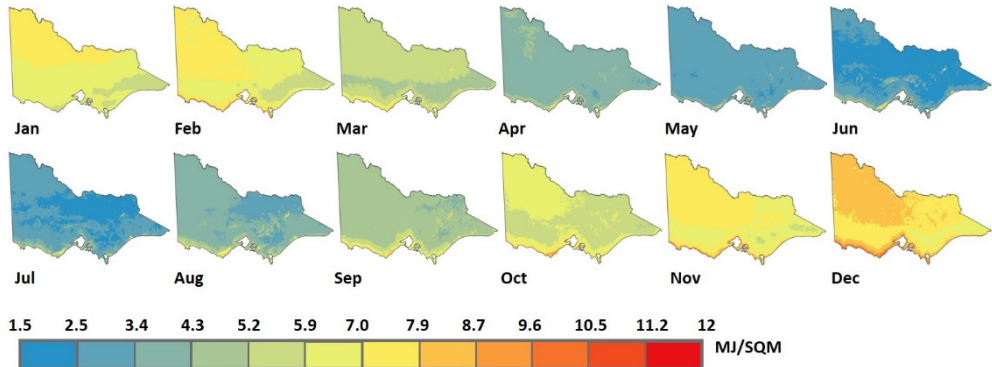 Jan Feb Mar Apr May Jun
Jul Aug Sep Oct Nov Dec
1.5 2.5 3.4 4.3 5.2 5.9 7.0 7.9 8.7 9.6 10.5 11.2 12
MJ/SQM